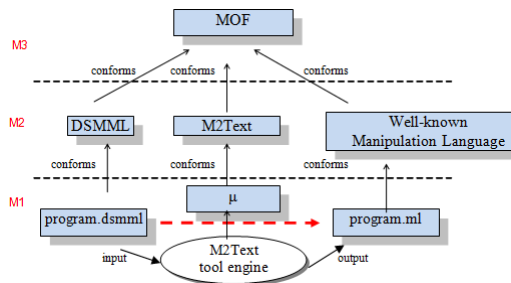 MOF
M3
conforms
conforms
conforms
M2
DSMML
M2Text
Well-known
Manipulation Language
conforms
conforms
conforms
M1
μ
program.dsmml
program.ml
M2Text
tool engine
input
output